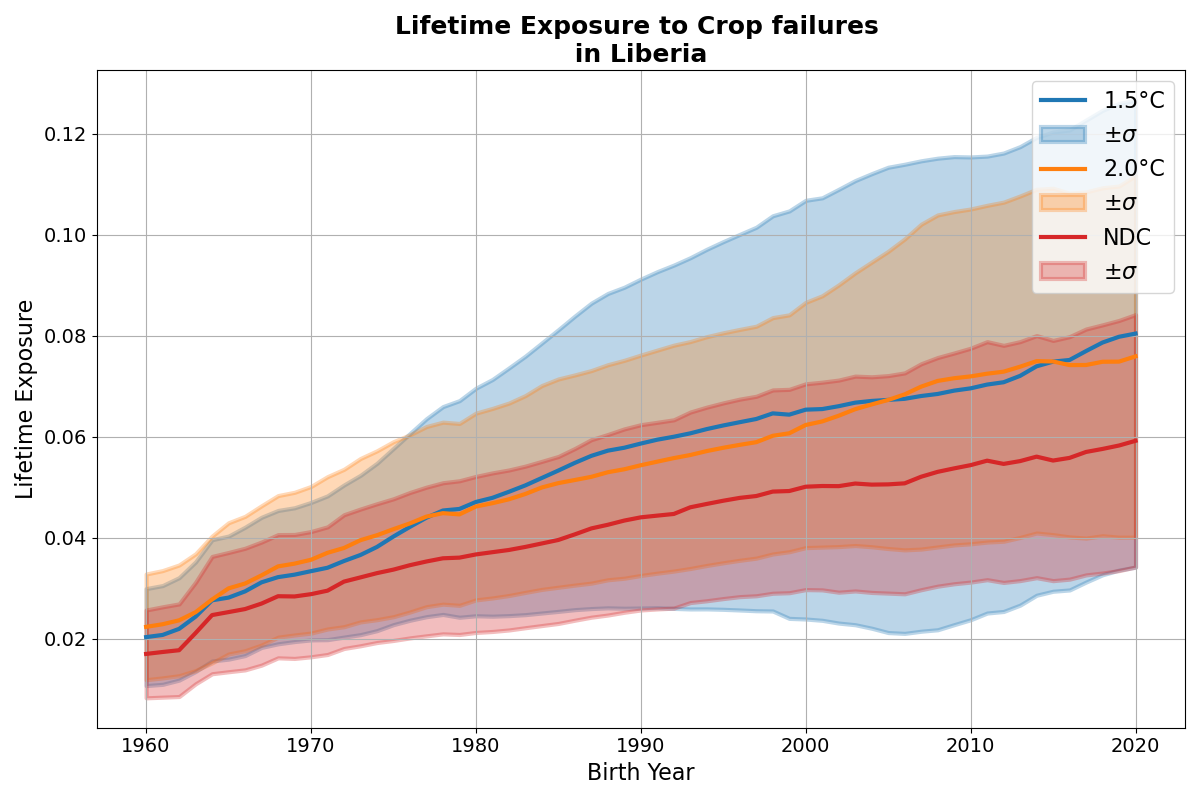 Lifetime Exposure to Crop failures
in Liberia
1.5°C
±σ
2.0°C
±σ
NDC
±σ
Lifetime Exposure
0.12
0.10
0.08
0.06
0.04
0.02
1960 1970 1980 1990 2000 2010 2020
Birth Year